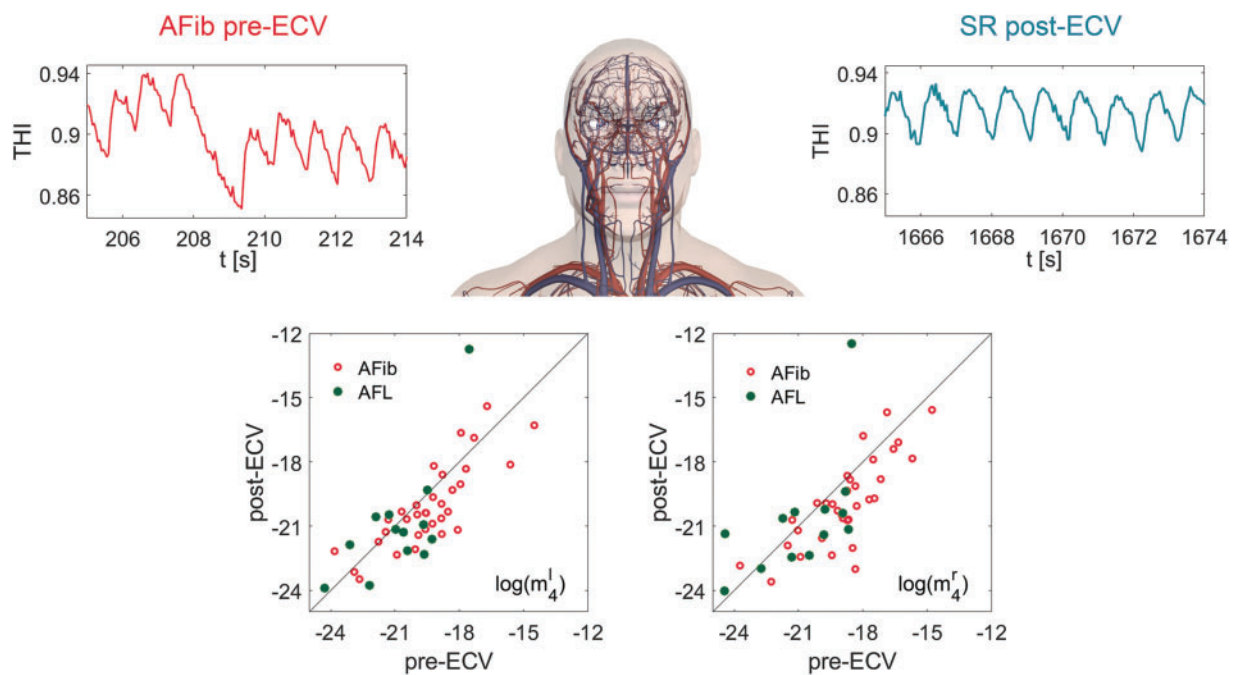 AFib pre-ECV
SR post-ECV
0.94
0.9
0.86
THI
206 208 210 212 214
t [s]
0.94
0.9
0.86
THI
1666 1668 1670 1672 1674
t [s]
-12
-15
-18
-21
-24
post-ECV
AFib
AFL
log(m₄ˡ)
-24 -21 -18 -15 -12
pre-ECV
-12
-15
-18
-21
-24
post-ECV
AFib
AFL
log(m₄ʳ)
-24 -21 -18 -15 -12
pre-ECV